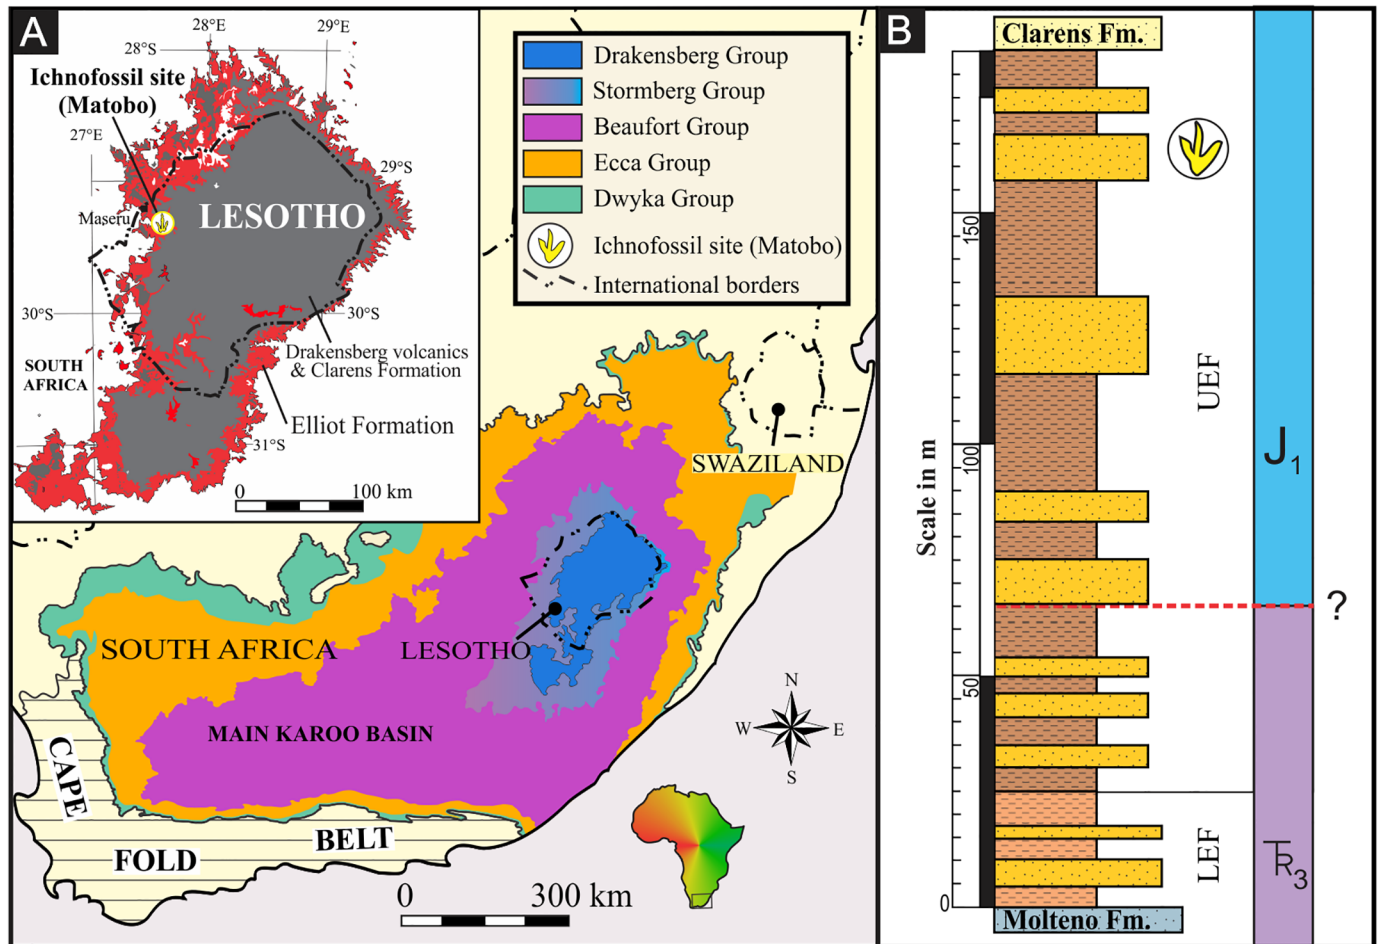 A
28°E
29°E
28°S
Ichnofossil site
(Matobo)
27°E
29°S
Maseru
LESOTHO
30°S
30°S
SOUTH
AFRICA
Drakensberg volcanics
& Clarens Formation
Elliot Formation
31°S
0
100 km
Drakensberg Group
Stormberg Group
Beaufort Group
Ecca Group
Dwyka Group
Ichnofossil site (Matobo)
International borders
SWAZILAND
SOUTH AFRICA
LESOTHO
MAIN KAROO BASIN
N
W
E
S
CAPE
FOLD
BELT
0
300 km
B
Clarens Fm.
150
100
50
0
Scale in m
UEF
LEF
J1
?
TR3
Molteno Fm.